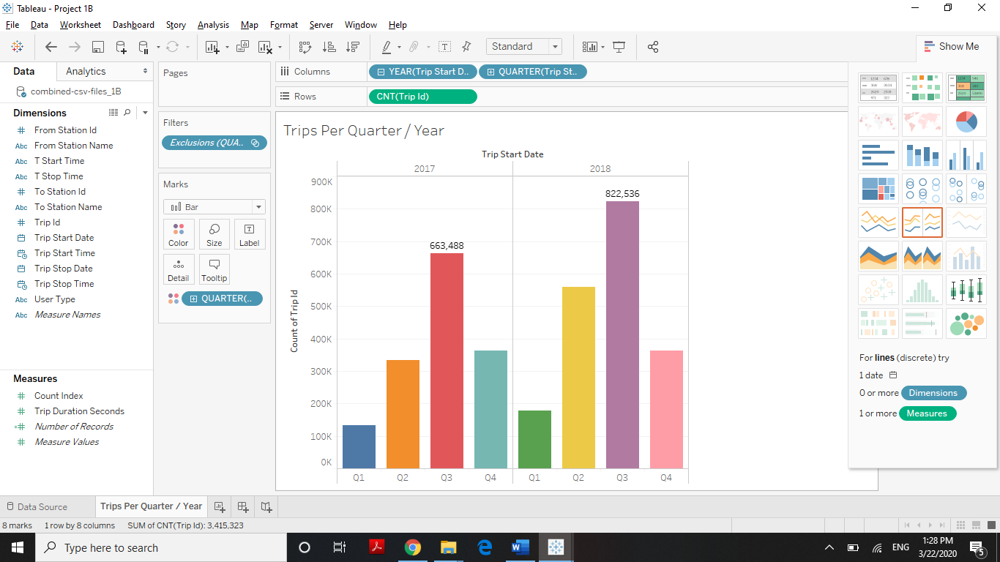 Tableau - Project 1B
File Data Worksheet Dashboard Story Analysis Map Format Server Window Help
Standard
Show Me
Data Analytics
combined-csv-files_1B
Dimensions
From Station Id
Abc From Station Name
Abc T Start Time
Abc T Stop Time
To Station Id
Abc To Station Name
Trip Id
Trip Start Date
Trip Start Time
Trip Stop Date
Trip Stop Time
Abc User Type
Abc Measure Names
Measures
Count Index
Trip Duration Seconds
Number of Records
Measure Values
Pages
Filters
Exclusions (QUA..
Marks
Bar
Color Size Label
Detail Tooltip
QUARTER(..
Columns YEAR(Trip Start D.. QUARTER(Trip St..
Rows CNT(Trip Id)
Trips Per Quarter / Year
Trip Start Date
2017 2018
Count of Trip Id
900K
800K
700K
600K
500K
400K
300K
200K
100K
0K
663,488
822,536
Q1 Q2 Q3 Q4 Q1 Q2 Q3 Q4
For lines (discrete) try
1 date
0 or more Dimensions
1 or more Measures
Data Source Trips Per Quarter / Year
8 marks 1 row by 8 columns SUM of CNT(Trip Id): 3,415,323
Type here to search
ENG
1:28 PM
3/22/2020
5